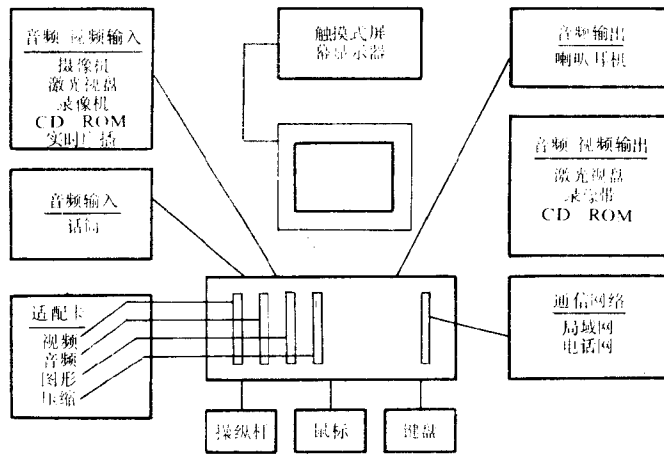 音频 视频输入
摄像机
激光视盘
录像机
CD ROM
实时广播
触摸式屏
幕显示器
音频输出
喇叭耳机
音频 视频输出
激光视盘
录像带
CD ROM
音频输入
话筒
适配卡
视频
音频
图形
压缩
通信网络
局域网
电话网
操纵杆
鼠标
键盘